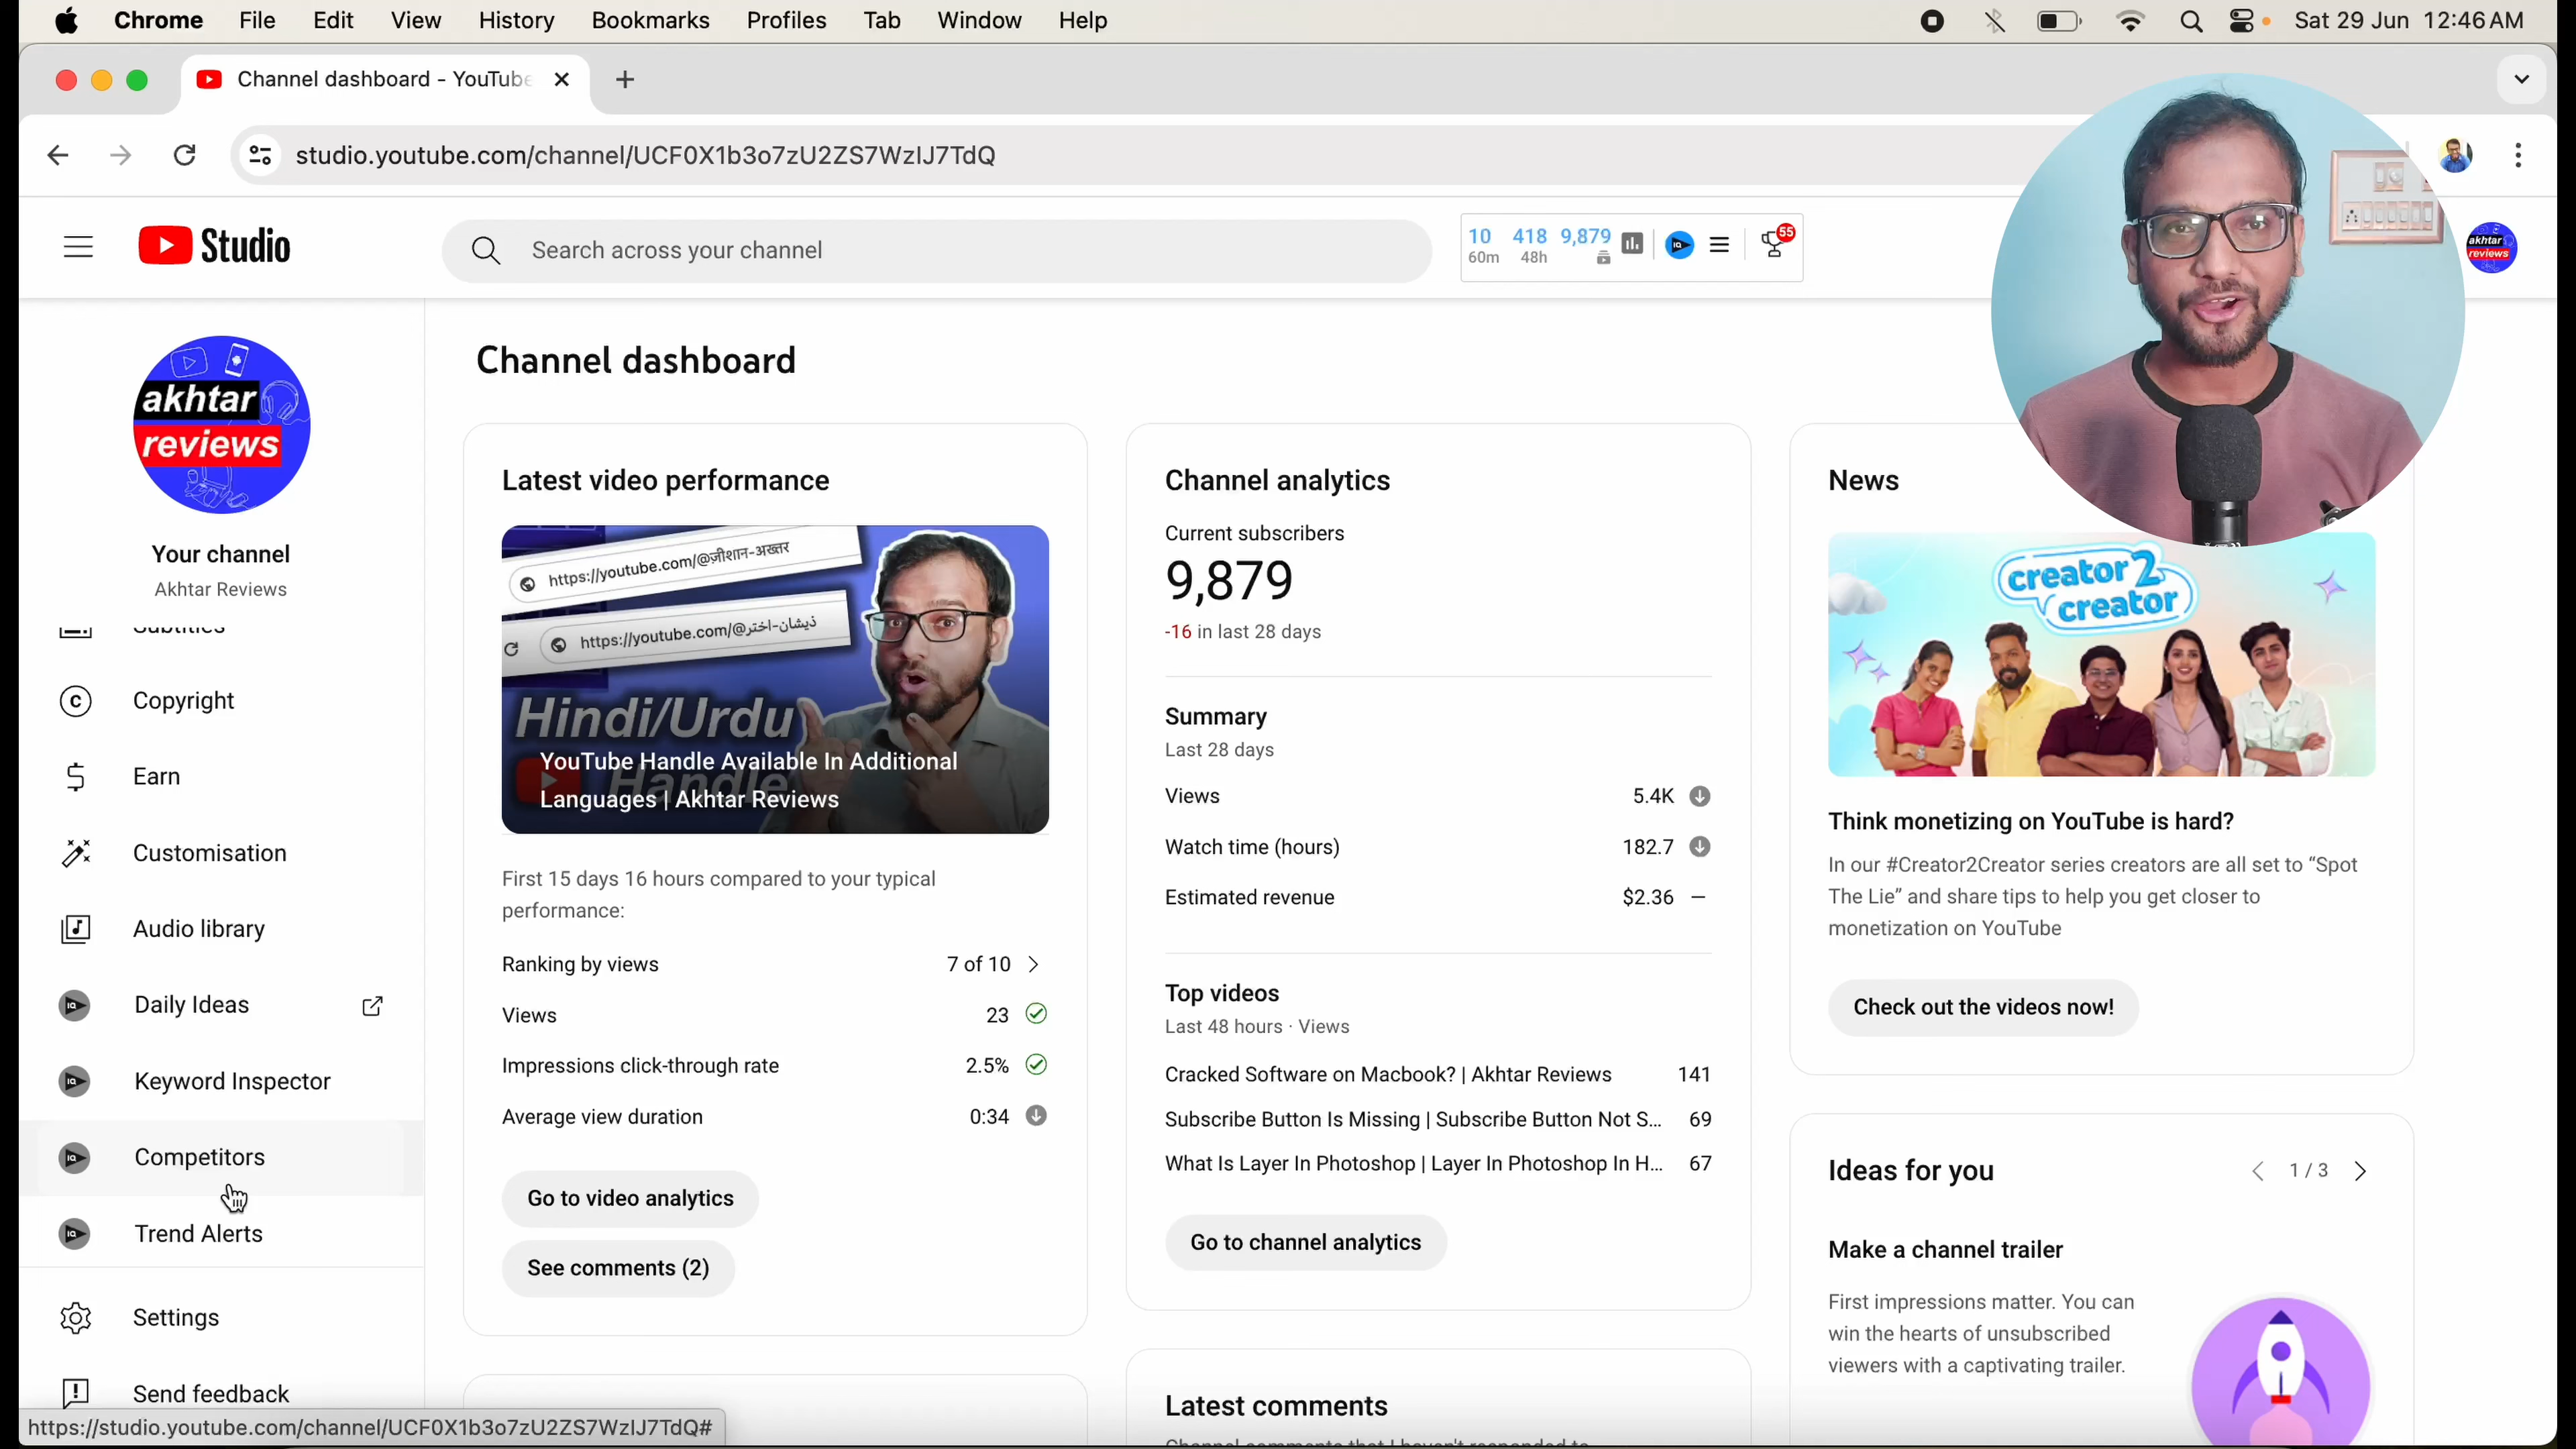 Chrome File Edit View History Bookmarks Profiles Tab Window Help Sat 29 Jun 12:46 AM
Channel dashboard - YouTube
studio.youtube.com/channel/UCF0X1b3o7zU2ZS7WzIJ7TdQ
Studio
Search across your channel
10 418 9,879
60m 48h
iq
55
akhtar
reviews
akhtar
reviews
Your channel
Akhtar Reviews
Subtitles
Copyright
Earn
Customisation
Audio library
Daily Ideas
Keyword Inspector
Competitors
Trend Alerts
Settings
Send feedback
https://studio.youtube.com/channel/UCF0X1b3o7zU2ZS7WzIJ7TdQ#
Channel dashboard
Latest video performance
https://youtube.com/@ज़ीशान-अख्तर
https://youtube.com/@ذیشان-اختر
Hindi/Urdu
Handle
YouTube Handle Available In Additional
Languages | Akhtar Reviews
First 15 days 16 hours compared to your typical
performance:
Ranking by views 7 of 10
Views 23
Impressions click-through rate 2.5%
Average view duration 0:34
Go to video analytics
See comments (2)
Channel analytics
Current subscribers
9,879
-16 in last 28 days
Summary
Last 28 days
Views 5.4K
Watch time (hours) 182.7
Estimated revenue $2.36 —
Top videos
Last 48 hours · Views
Cracked Software on Macbook? | Akhtar Reviews 141
Subscribe Button Is Missing | Subscribe Button Not S... 69
What Is Layer In Photoshop | Layer In Photoshop In H... 67
Go to channel analytics
Latest comments
Channel comments that I haven't responded to
News
creator 2
creator
Think monetizing on YouTube is hard?
In our #Creator2Creator series creators are all set to “Spot
The Lie” and share tips to help you get closer to
monetization on YouTube
Check out the videos now!
Ideas for you 1 / 3
Make a channel trailer
First impressions matter. You can
win the hearts of unsubscribed
viewers with a captivating trailer.